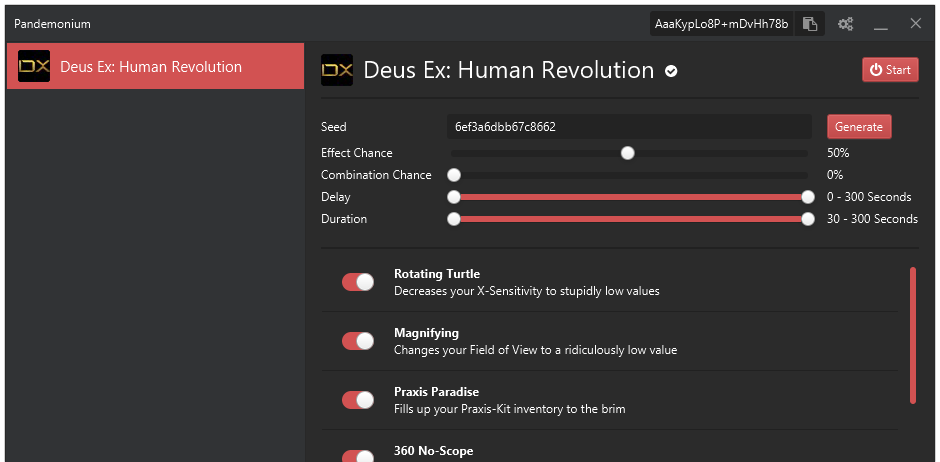 Pandemonium
AaaKypLo8P+mDvHh78b
DX Deus Ex: Human Revolution
DX Deus Ex: Human Revolution
Start
Seed
6ef3a6dbb67c8662
Generate
Effect Chance
50%
Combination Chance
0%
Delay
0 - 300 Seconds
Duration
30 - 300 Seconds
Rotating Turtle
Decreases your X-Sensitivity to stupidly low values
Magnifying
Changes your Field of View to a ridiculously low value
Praxis Paradise
Fills up your Praxis-Kit inventory to the brim
360 No-Scope